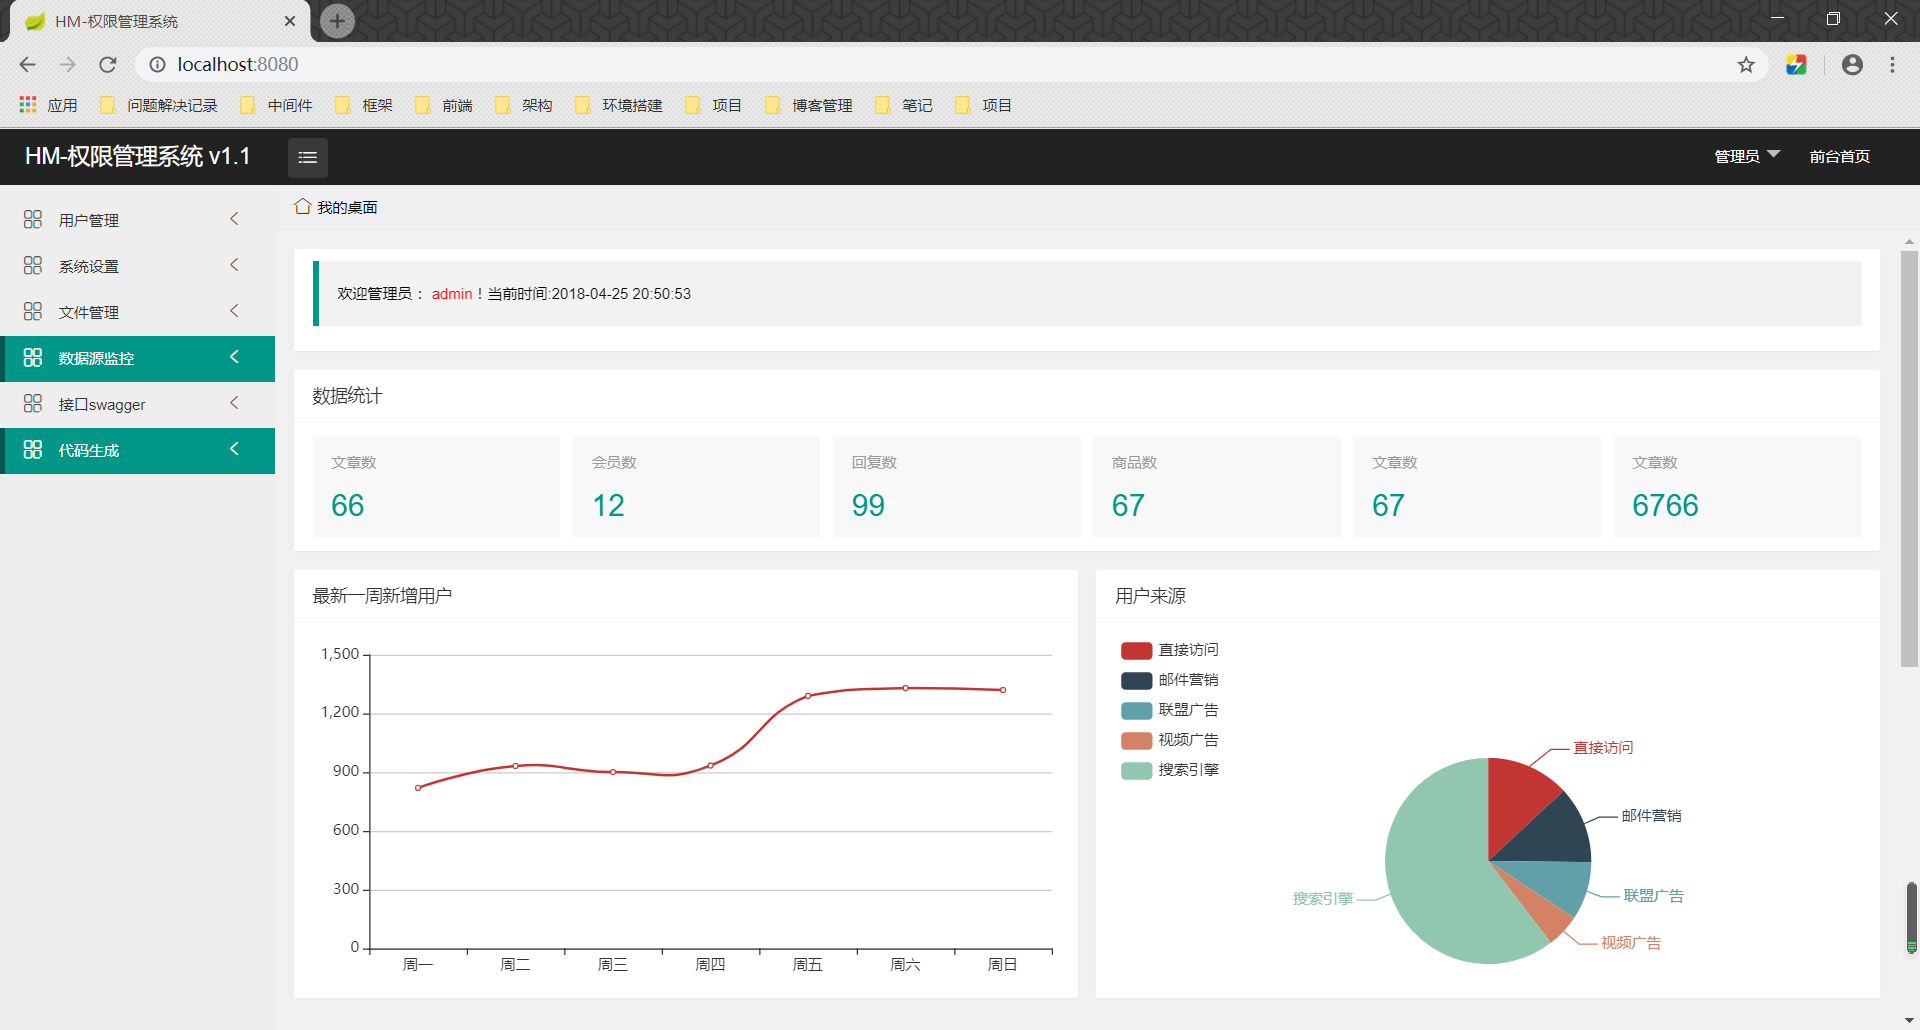 HM-权限管理系统
localhost:8080
应用 问题解决记录 中间件 框架 前端 架构 环境搭建 项目 博客管理 笔记 项目
HM-权限管理系统 v1.1
管理员 前台首页
用户管理
系统设置
文件管理
数据源监控
接口swagger
代码生成
我的桌面
欢迎管理员： admin！当前时间:2018-04-25 20:50:53
数据统计
文章数
66
会员数
12
回复数
99
商品数
67
文章数
67
文章数
6766
最新一周新增用户
1,500
1,200
900
600
300
0
周一 周二 周三 周四 周五 周六 周日
用户来源
直接访问
邮件营销
联盟广告
视频广告
搜索引擎
直接访问
邮件营销
联盟广告
视频广告
搜索引擎